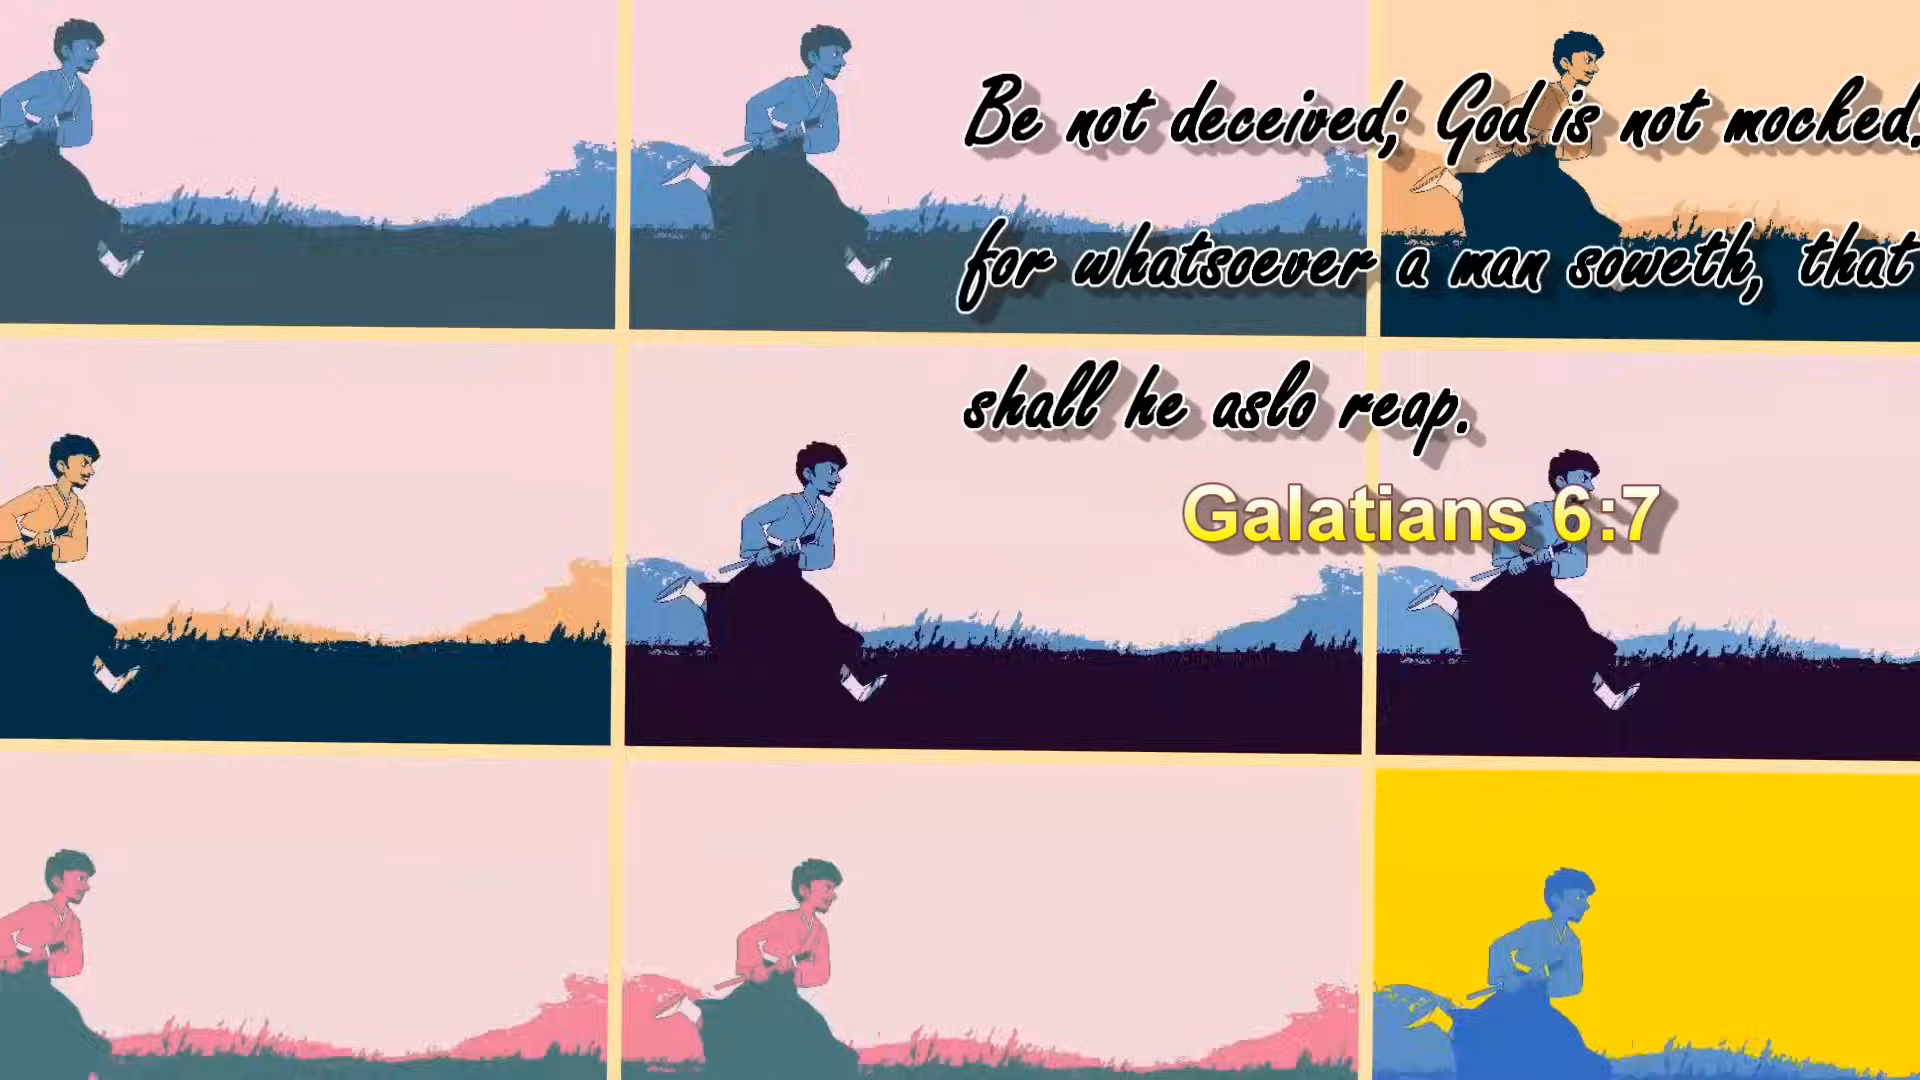 Be not deceived; God is not mocked:
for whatsoever a man soweth, that
shall he aslo reap.
Galatians 6:7